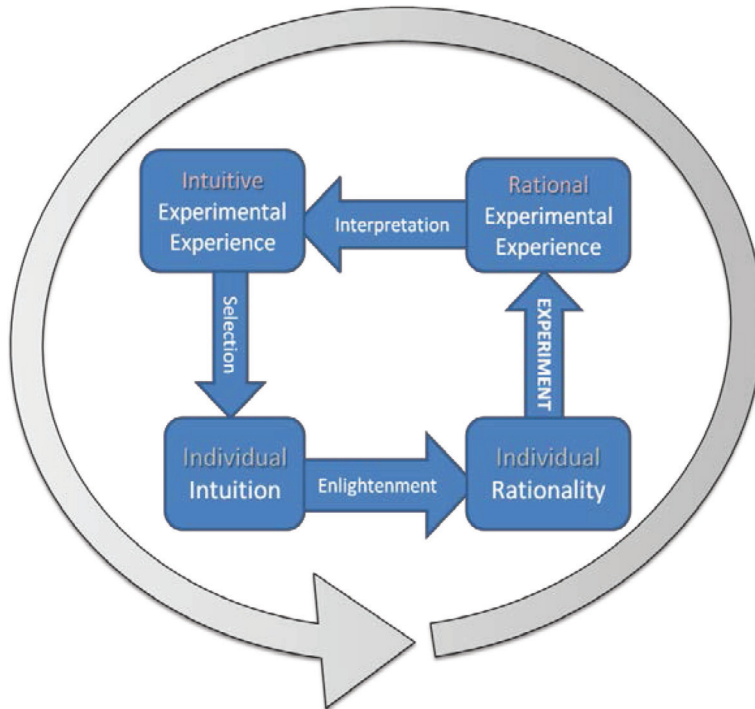 Intuitive
Experimental
Experience
Interpretation
Rational
Experimental
Experience
Selection
EXPERIMENT
Individual
Intuition
Enlightenment
Individual
Rationality